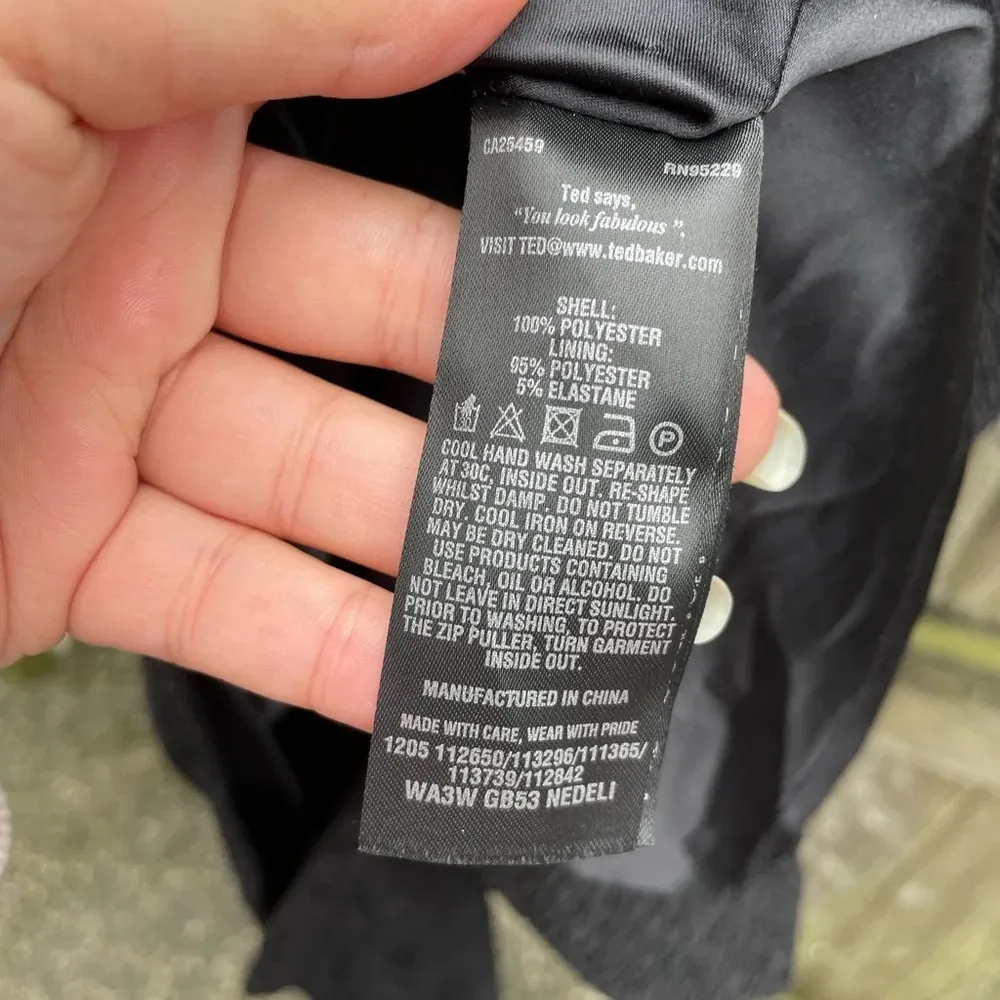 CA25459
RN95229
Ted says,
"You look fabulous".
VISIT TED@www.tedbaker.com
SHELL:
100% POLYESTER
LINING:
95% POLYESTER
5% ELASTANE
P
COOL HAND WASH SEPARATELY
AT 30C, INSIDE OUT. RE-SHAPE
WHILST DAMP. DO NOT TUMBLE
DRY. COOL IRON ON REVERSE.
MAY BE DRY CLEANED. DO NOT
USE PRODUCTS CONTAINING
BLEACH, OIL OR ALCOHOL. DO
NOT LEAVE IN DIRECT SUNLIGHT.
PRIOR TO WASHING, TO PROTECT
THE ZIP PULLER, TURN GARMENT
INSIDE OUT.
MANUFACTURED IN CHINA
MADE WITH CARE, WEAR WITH PRIDE
1205 112650/113296/111365/
113739/112842
WA3W GB53 NEDELI